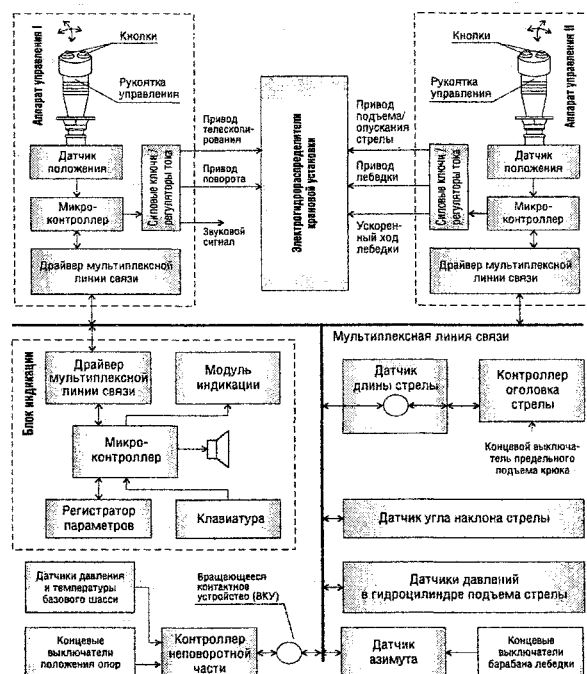 Аппарат управления I
Кнопки
Рукоятка
управления
Датчик
положения
Микро-
контроллер
Силовые ключи /
регуляторы тока
Драйвер мультиплексной
линии связи
Привод
телескопи-
рования
Привод
поворота
Звуковой
сигнал
Электрогидрораспределители
крановой установки
Привод
подъема/
опускания
стрелы
Привод
лебедки
Ускорен-
ный ход
лебедки
Аппарат управления II
Кнопки
Рукоятка
управления
Силовые ключи /
регуляторы тока
Датчик
положения
Микро-
контроллер
Драйвер мультиплексной
линии связи
Мультиплексная линия связи
Блок индикации
Драйвер
мультиплексной
линии связи
Модуль
индикации
Микро-
контроллер
Регистратор
параметров
Клавиатура
Датчик
длины стрелы
Контроллер
оголовка
стрелы
Концевой выключа-
тель предельного
подъема крюка
Датчик угла наклона стрелы
Датчики давлений
в гидроцилиндре подъема стрелы
Датчики давления
и температуры
базового шасси
Вращающееся
контактное
устройство (ВКУ)
Концевые
выключатели
положения опор
Контроллер
неповоротной
части
Датчик
азимута
Концевые
выключатели
барабана лебедки